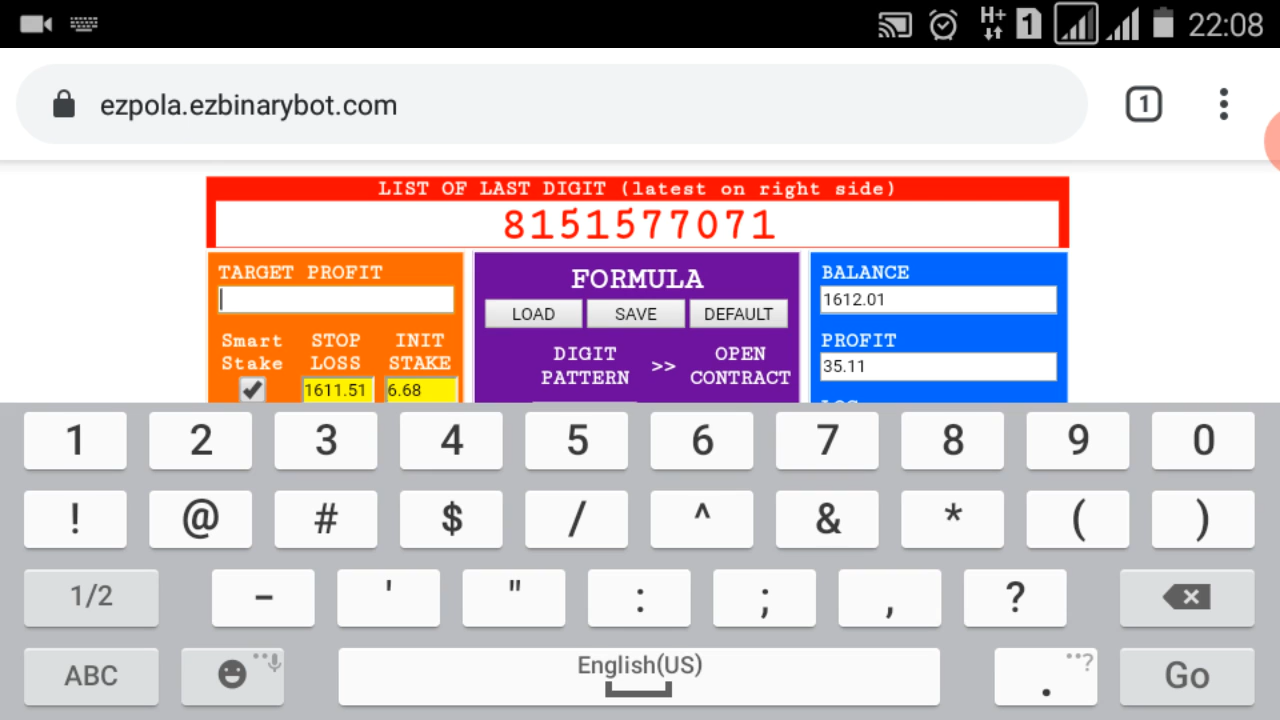 H+ 1 22:08
ezpola.ezbinarybot.com 1
LIST OF LAST DIGIT (latest on right side)
8151577071
TARGET PROFIT
Smart Stake STOP LOSS INIT STAKE
1611.51 6.68
FORMULA
LOAD SAVE DEFAULT
DIGIT PATTERN >> OPEN CONTRACT
BALANCE
1612.01
PROFIT
35.11
1 2 3 4 5 6 7 8 9 0
! @ # $ / ^ & * ( )
1/2 - ' " : ; , ?
ABC English(US) . ? Go